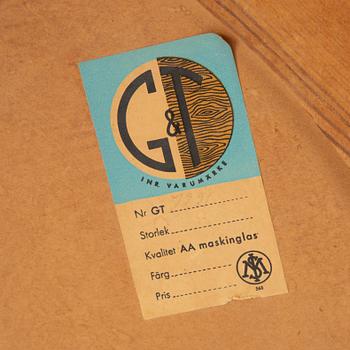 G&T
INR. VARUMÄRKE
Nr GT
Storlek
Kvalitet AA maskinglas
Färg
Pris